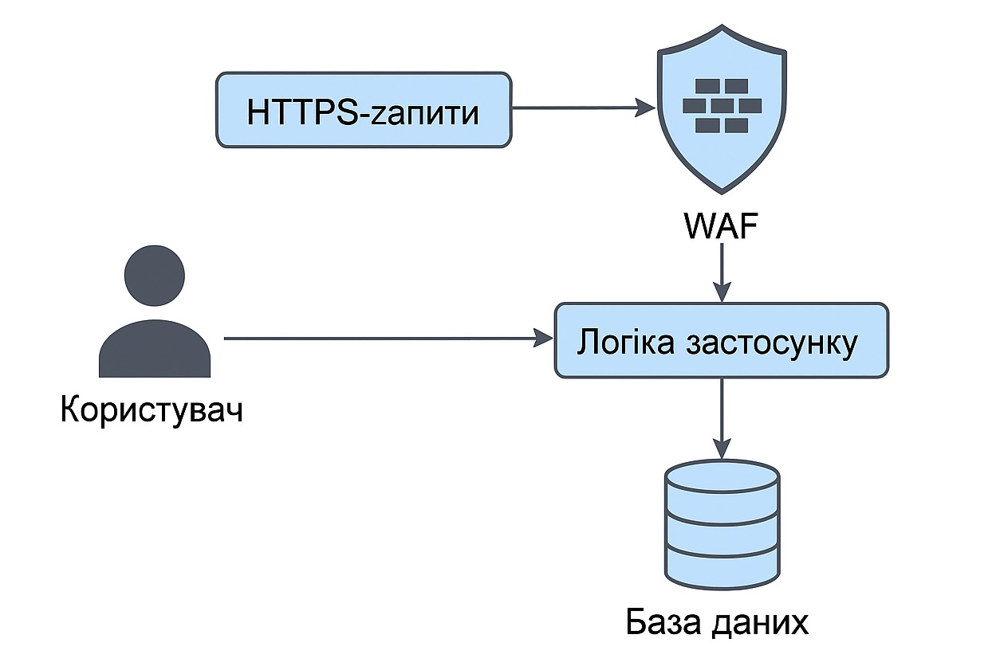 HTTPS-zапити
WAF
Логіка застосунку
Користувач
База даних